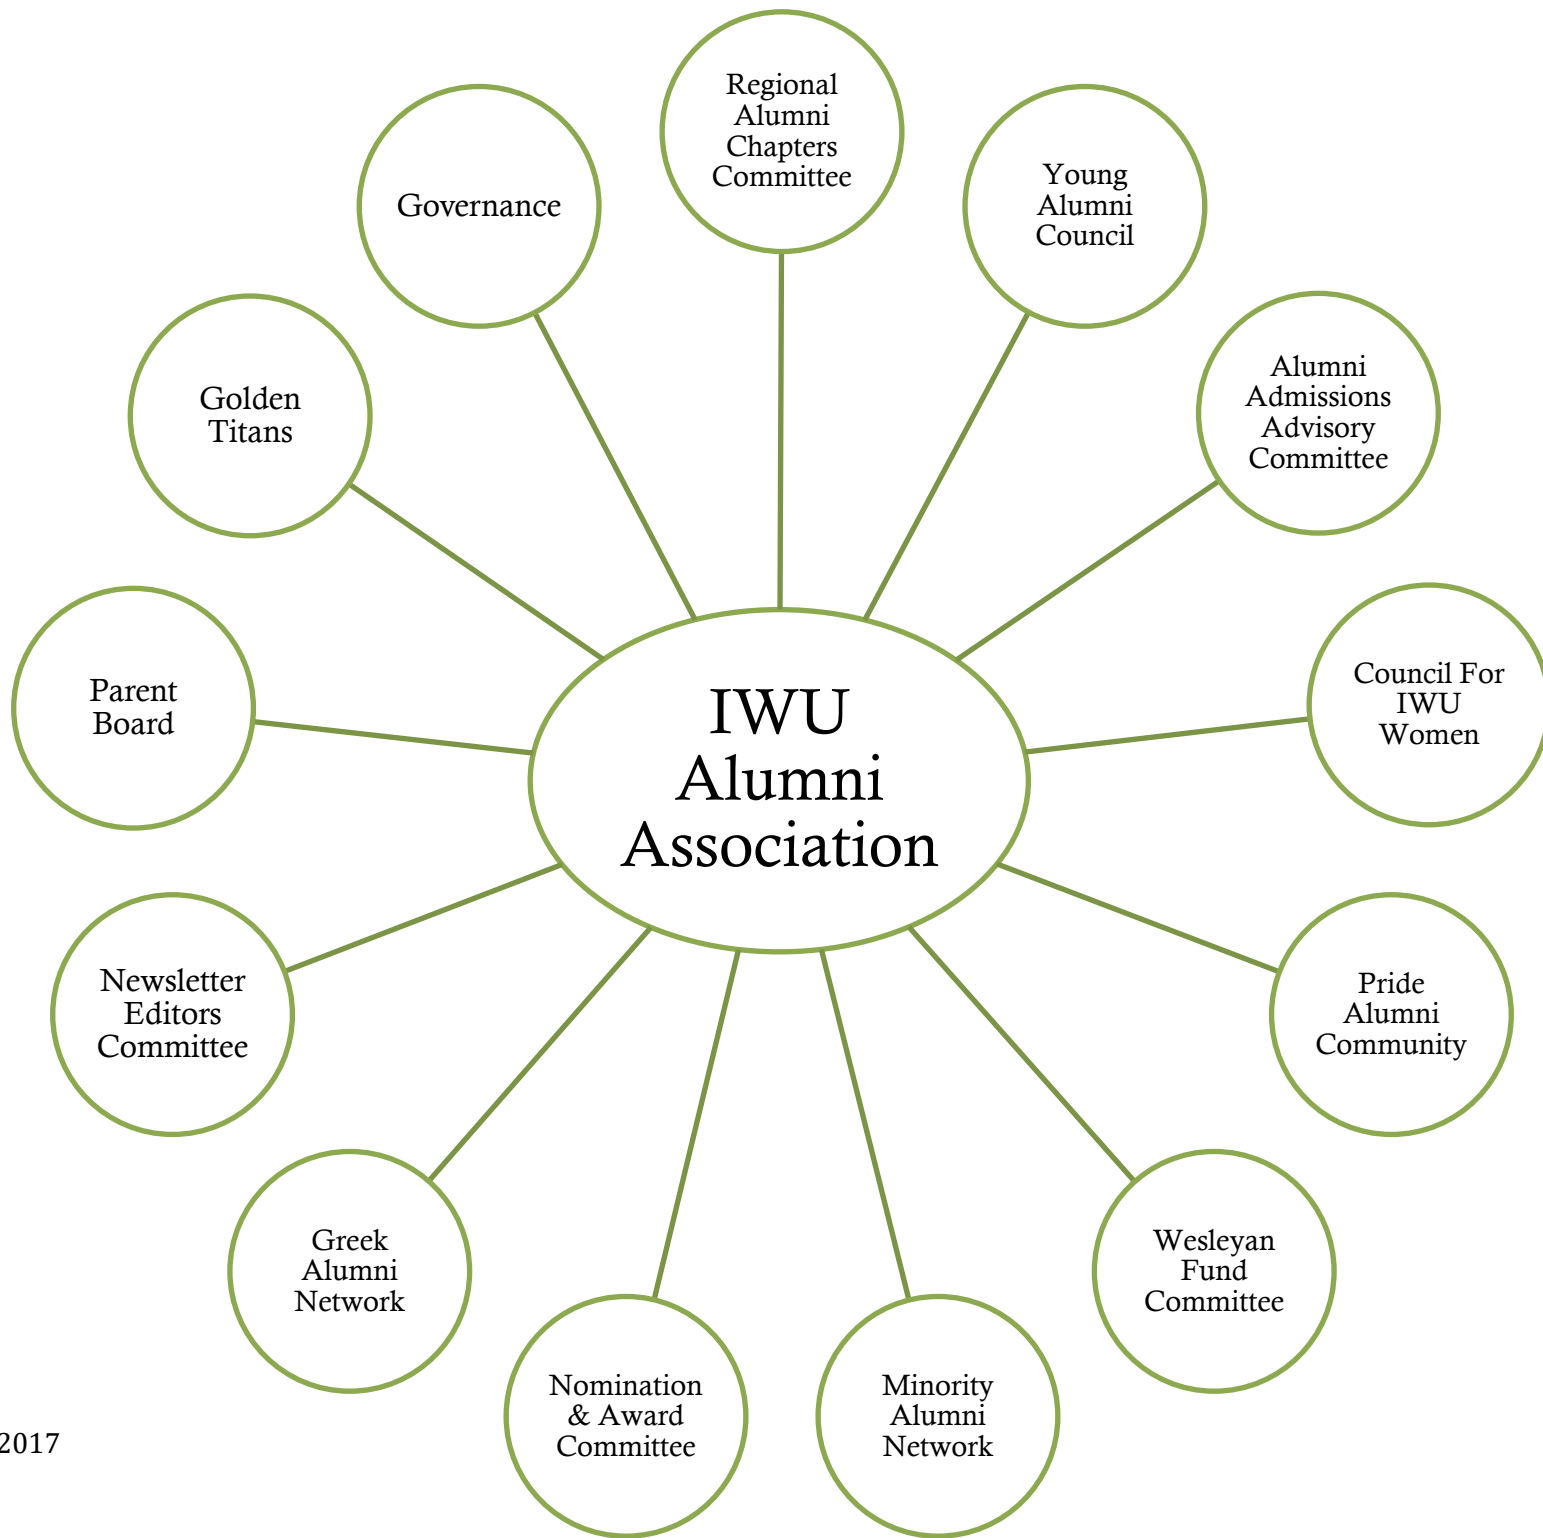 Regional
Alumni
Chapters
Committee
Young
Alumni
Council
Alumni
Admissions
Advisory
Committee
Council For
IWU
Women
Pride
Alumni
Community
Wesleyan
Fund
Committee
Minority
Alumni
Network
Nomination
& Award
Committee
Greek
Alumni
Network
Newsletter
Editors
Committee
Parent
Board
Golden
Titans
Governance
IWU
Alumni
Association
2017